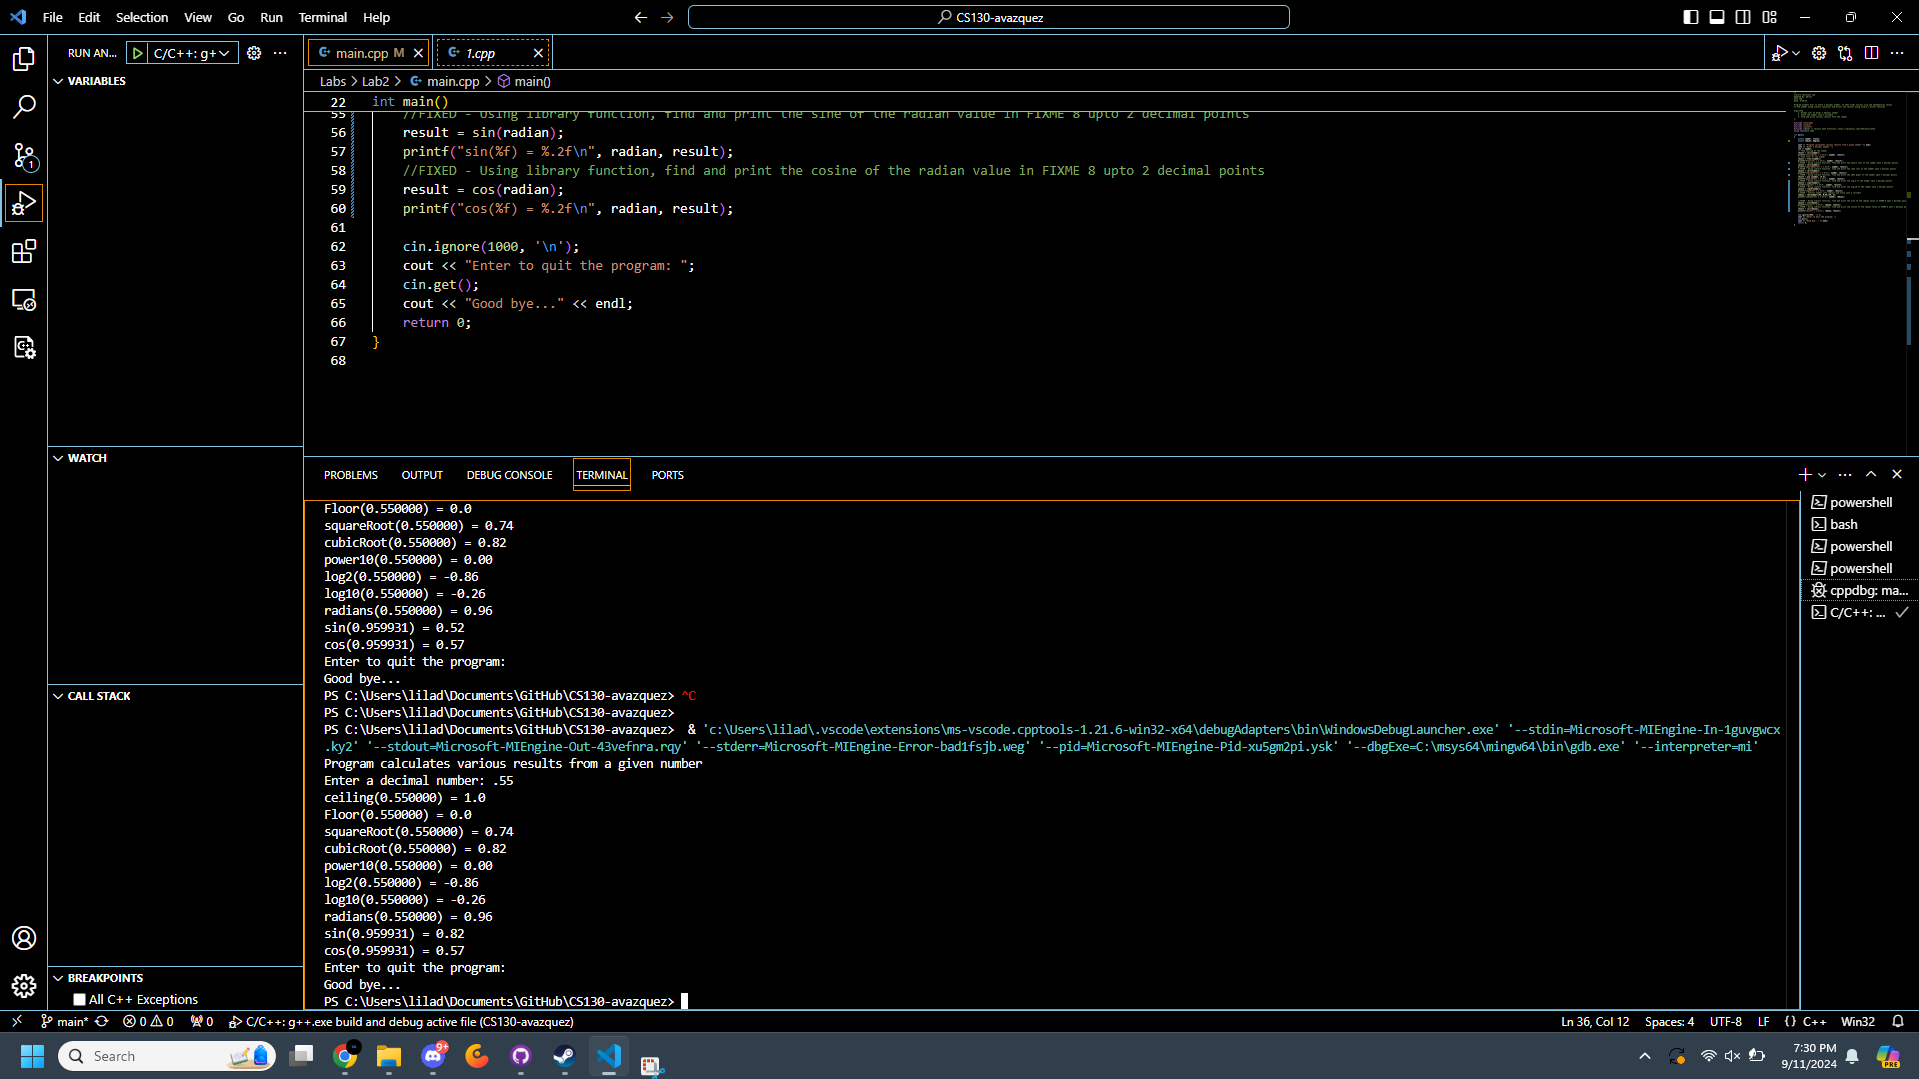 File Edit Selection View Go Run Terminal Help
CS130-avazquez
RUN AN... C/C++: g+
main.cpp M
1.cpp
VARIABLES
Labs > Lab2 > main.cpp > main()
22 int main()
55 //FIXED - Using library function, find and print the sine of the radian value in FIXME 8 upto 2 decimal points
56 result = sin(radian);
57 printf("sin(%f) = %.2f\n", radian, result);
58 //FIXED - Using library function, find and print the cosine of the radian value in FIXME 8 upto 2 decimal points
59 result = cos(radian);
60 printf("cos(%f) = %.2f\n", radian, result);
61
62 cin.ignore(1000, '\n');
63 cout << "Enter to quit the program: ";
64 cin.get();
65 cout << "Good bye..." << endl;
66 return 0;
67 }
68
WATCH
CALL STACK
BREAKPOINTS
All C++ Exceptions
PROBLEMS OUTPUT DEBUG CONSOLE TERMINAL PORTS
Floor(0.550000) = 0.0
squareRoot(0.550000) = 0.74
cubicRoot(0.550000) = 0.82
power10(0.550000) = 0.00
log2(0.550000) = -0.86
log10(0.550000) = -0.26
radians(0.550000) = 0.96
sin(0.959931) = 0.52
cos(0.959931) = 0.57
Enter to quit the program:
Good bye...
PS C:\Users\lilad\Documents\GitHub\CS130-avazquez> ^C
PS C:\Users\lilad\Documents\GitHub\CS130-avazquez>
PS C:\Users\lilad\Documents\GitHub\CS130-avazquez> & 'c:\Users\lilad\.vscode\extensions\ms-vscode.cpptools-1.21.6-win32-x64\debugAdapters\bin\WindowsDebugLauncher.exe' '--stdin=Microsoft-MIEngine-In-1guvgwcx
.ky2' '--stdout=Microsoft-MIEngine-Out-43vefnra.rqy' '--stderr=Microsoft-MIEngine-Error-bad1fsjb.weg' '--pid=Microsoft-MIEngine-Pid-xu5gm2pi.ysk' '--dbgExe=C:\msys64\mingw64\bin\gdb.exe' '--interpreter=mi'
Program calculates various results from a given number
Enter a decimal number: .55
ceiling(0.550000) = 1.0
Floor(0.550000) = 0.0
squareRoot(0.550000) = 0.74
cubicRoot(0.550000) = 0.82
power10(0.550000) = 0.00
log2(0.550000) = -0.86
log10(0.550000) = -0.26
radians(0.550000) = 0.96
sin(0.959931) = 0.82
cos(0.959931) = 0.57
Enter to quit the program:
Good bye...
PS C:\Users\lilad\Documents\GitHub\CS130-avazquez>
powershell
bash
powershell
powershell
cppdbg: ma...
C/C++: ...
1
main* 0 0 0 C/C++: g++.exe build and debug active file (CS130-avazquez)
Ln 36, Col 12 Spaces: 4 UTF-8 LF {} C++ Win32
Search
9+
7:30 PM
9/11/2024
PRE